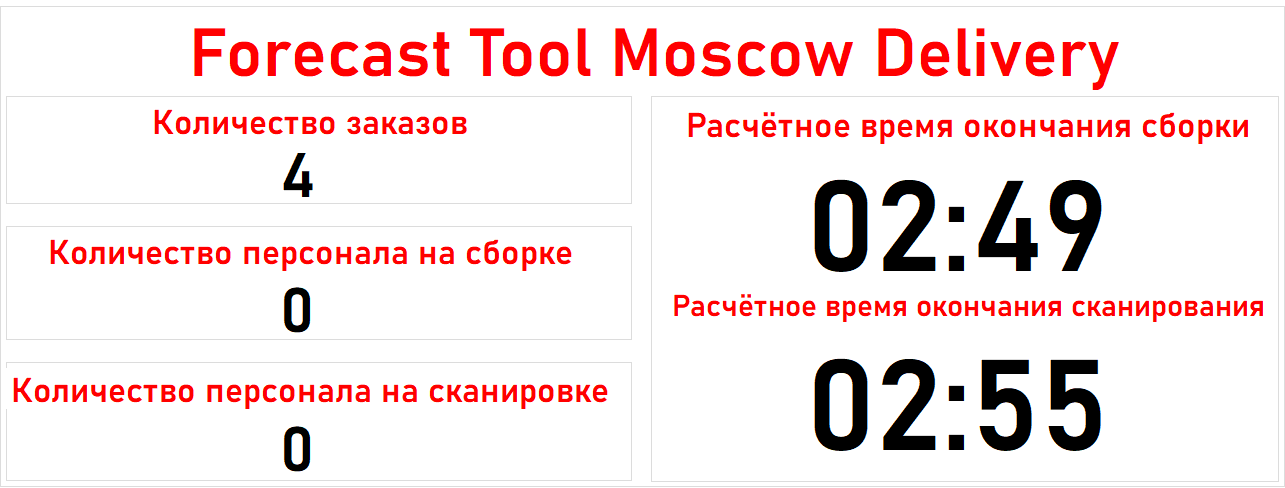 Forecast Tool Moscow Delivery
Количество заказов
4
Количество персонала на сборке
0
Количество персонала на сканировке
0
Расчётное время окончания сборки
02:49
Расчётное время окончания сканирования
02:55